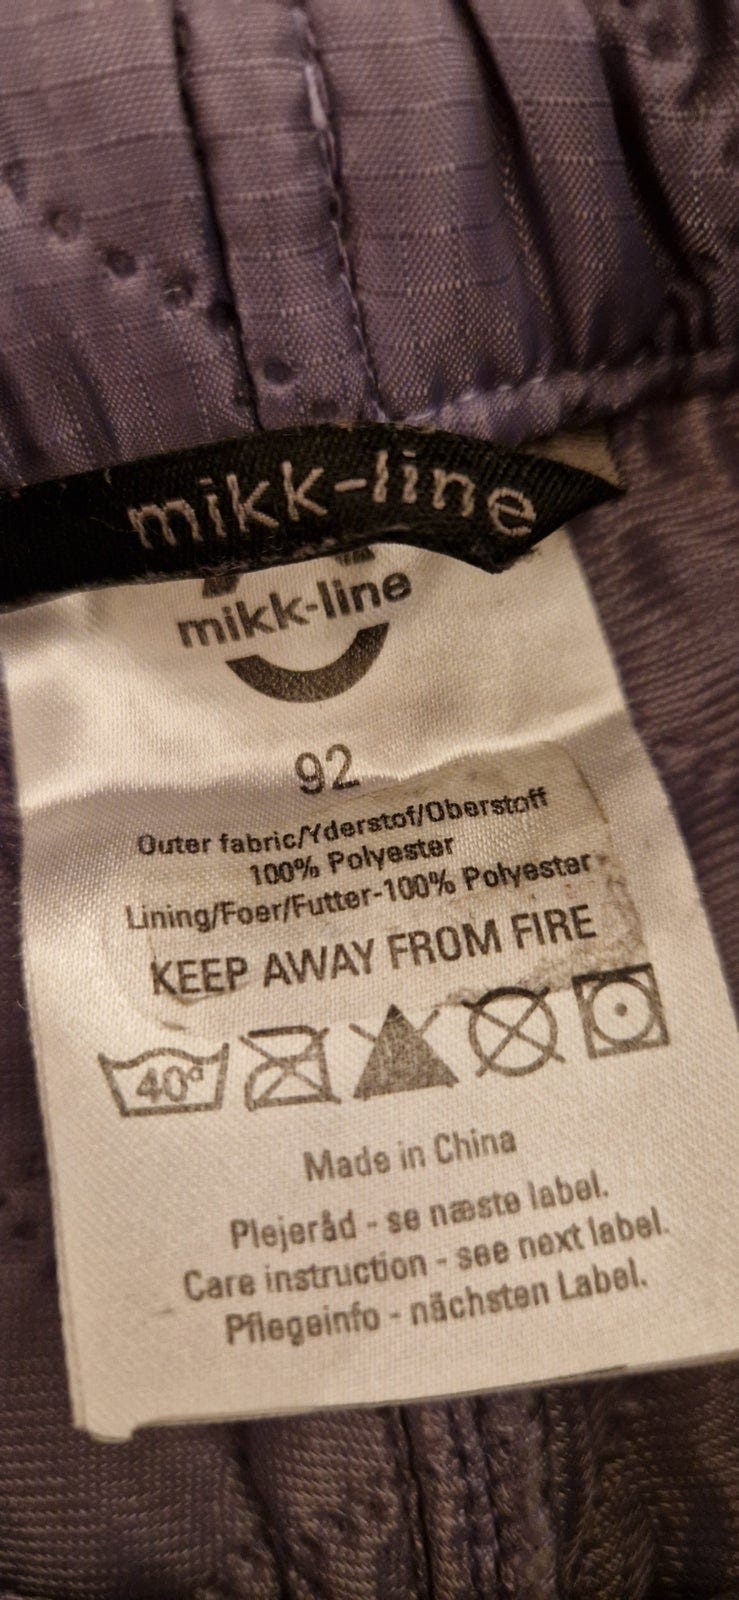 mikk-line
mikk-line
92
Outer fabric/Yderstof/Oberstoff
100% Polyester
Lining/Foer/Futter-100% Polyester
KEEP AWAY FROM FIRE
40°
Made in China
Plejeråd - se næste label.
Care instruction - see next label.
Pflegeinfo - nächsten Label.